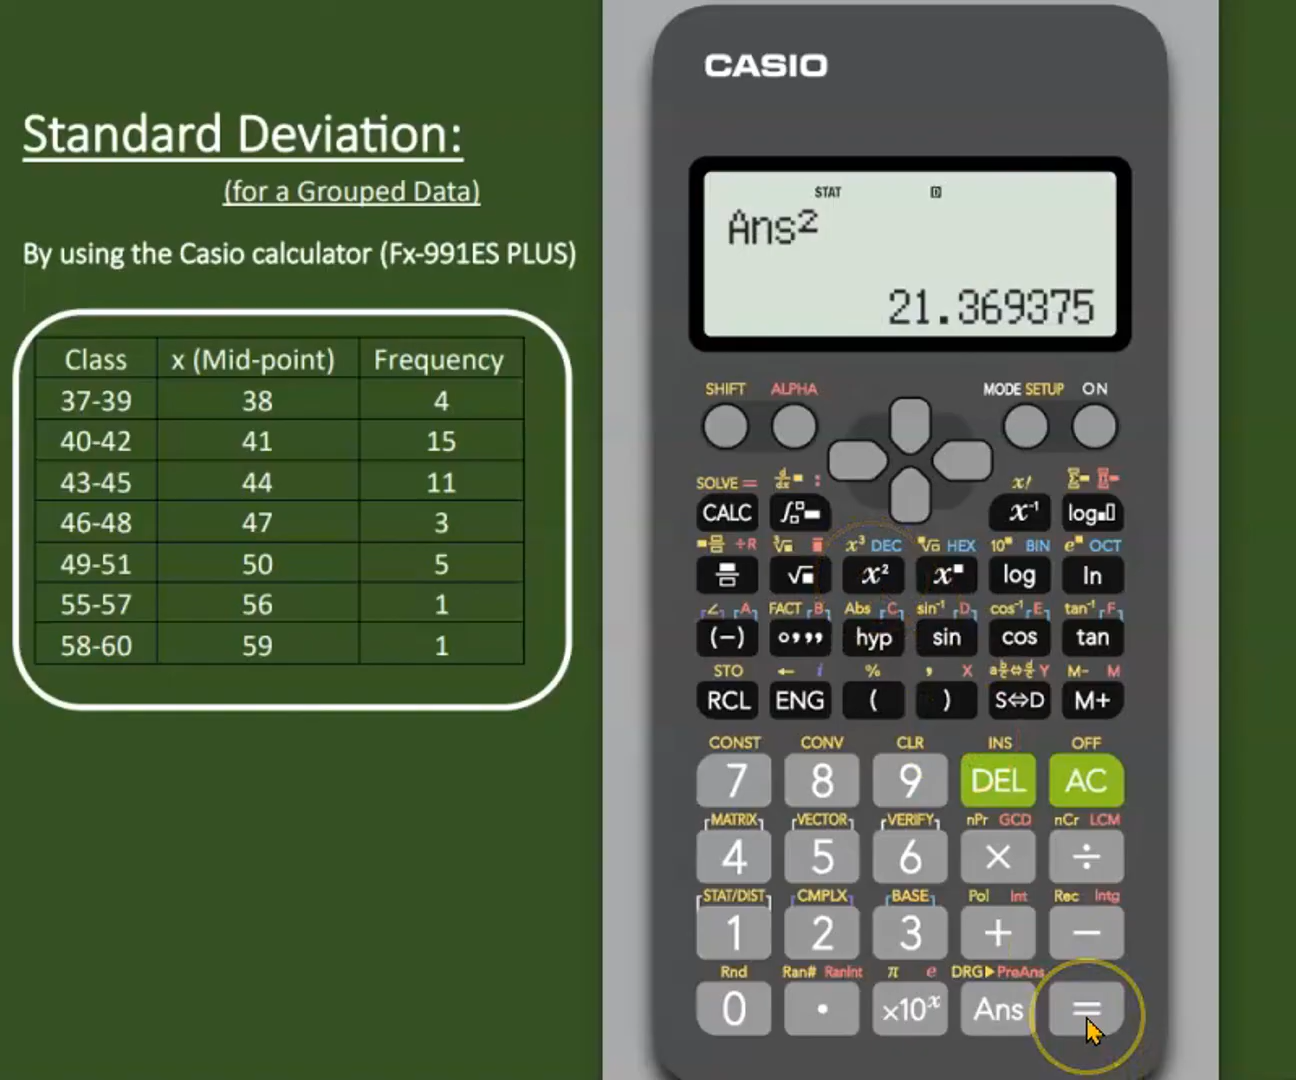 CASIO
Standard Deviation:
(for a Grouped Data)
By using the Casio calculator (Fx-991ES PLUS)
Class x (Mid-point) Frequency
37-39 38 4
40-42 41 15
43-45 44 11
46-48 47 3
49-51 50 5
55-57 56 1
58-60 59 1
STAT D
Ans²
21.369375
SHIFT ALPHA MODE SETUP ON
SOLVE = d/dx■ : x! Σ■ Π■
CALC ∫□■ x⁻¹ log■□
■÷R ³√■ x³ DEC ■√□ HEX 10■ BIN e■ OCT
√■ x² x■ log ln
∠ A FACT B Abs C sin⁻¹ D cos⁻¹ E tan⁻¹ F
(−) °,,, hyp sin cos tan
STO ← i % , X a b/c⇔d/c Y M− M
RCL ENG ( ) S⇔D M+
CONST CONV CLR INS OFF
7 8 9 DEL AC
MATRIX VECTOR VERIFY nPr GCD nCr LCM
4 5 6 × ÷
STAT/DIST CMPLX BASE Pol Int Rec Intg
1 2 3 + −
Rnd Ran# RanInt π e DRG▶ PreAns
0 • ×10ˣ Ans =